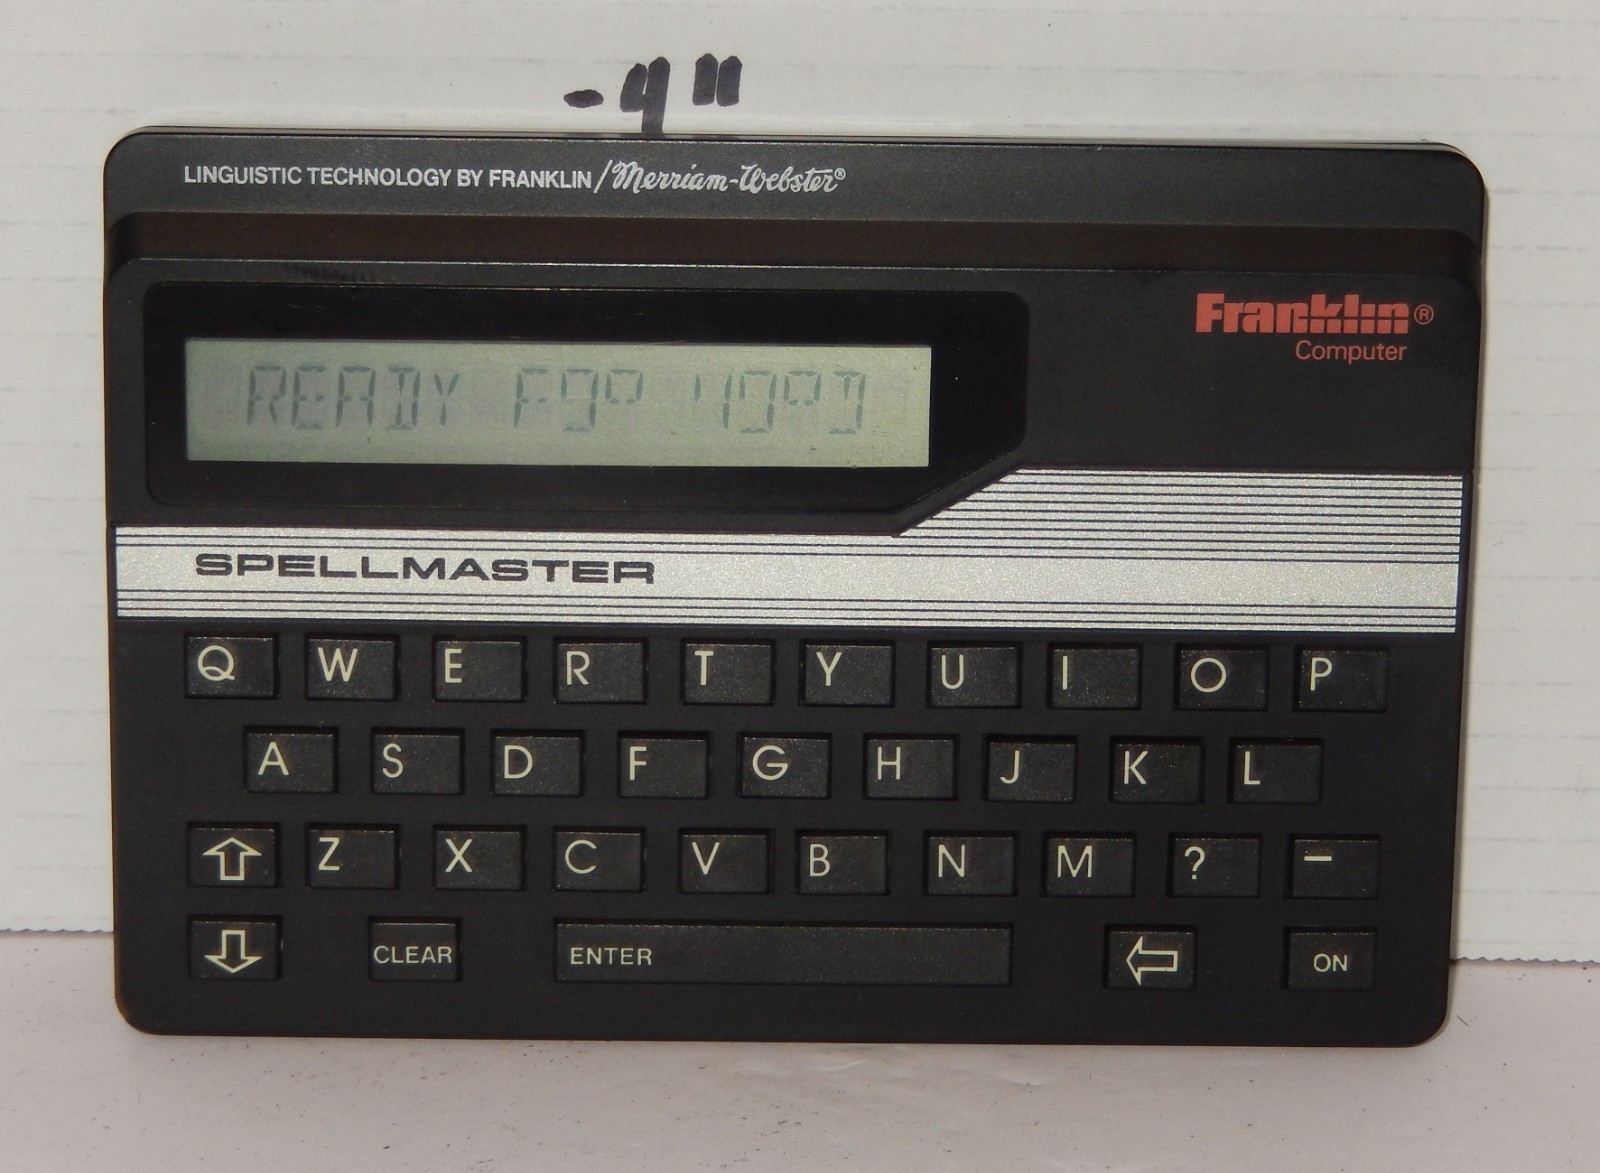 -4"
LINGUISTIC TECHNOLOGY BY FRANKLIN/Merriam-Webster®
Franklin®
Computer
READY FOR WORD
SPELLMASTER
Q W E R T Y U I O P
A S D F G H J K L
Z X C V B N M ? –
CLEAR ENTER ON